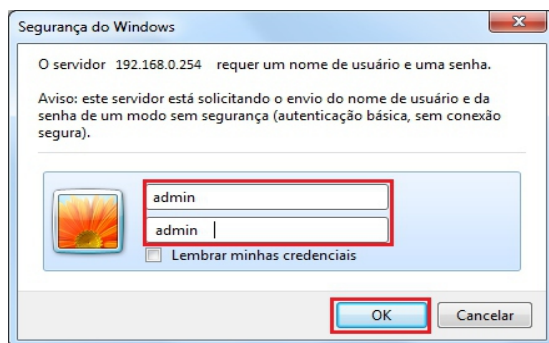 Segurança do Windows
O servidor 192.168.0.254 requer um nome de usuário e uma senha.
Aviso: este servidor está solicitando o envio do nome de usuário e da
senha de um modo sem segurança (autenticação básica, sem conexão
segura).
admin
admin
Lembrar minhas credenciais
OK
Cancelar